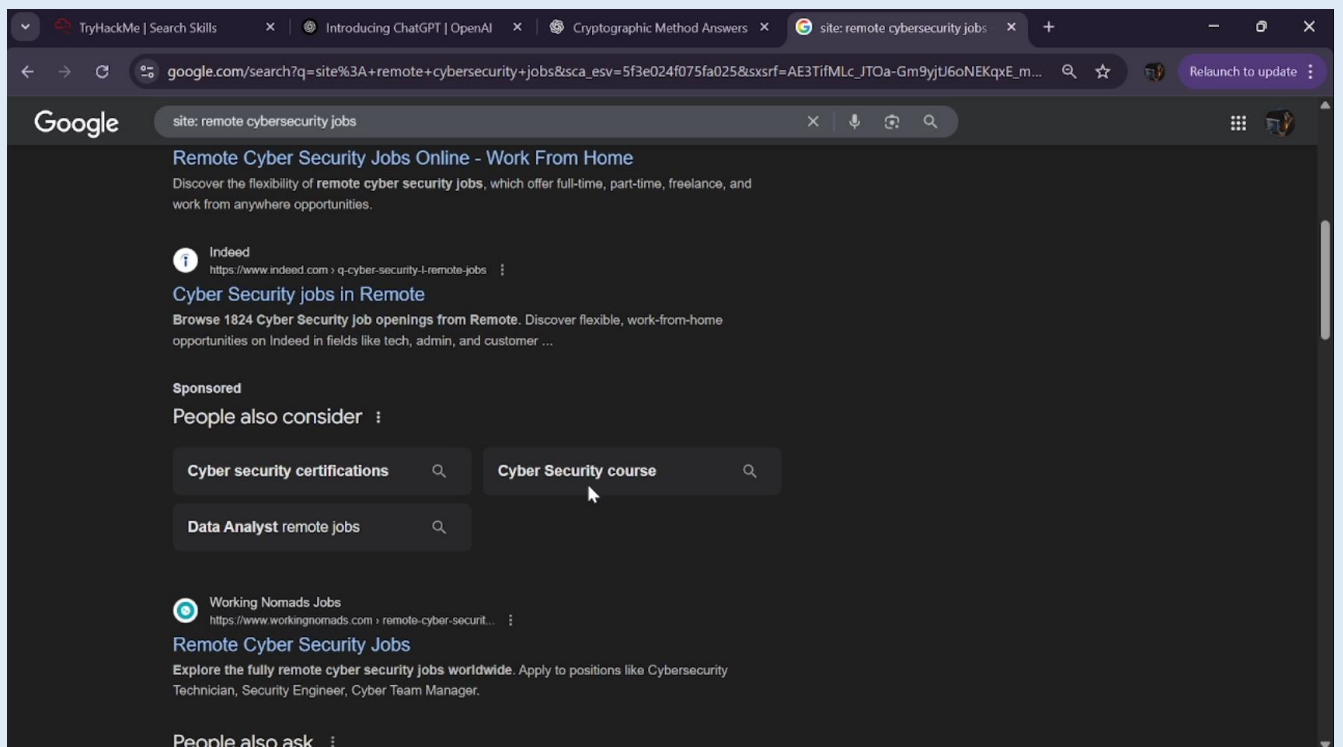 TryHackMe | Search Skills
Introducing ChatGPT | OpenAI
Cryptographic Method Answers
site: remote cybersecurity jobs
google.com/search?q=site%3A+remote+cybersecurity+jobs&sca_esv=5f3e024f075fa025&sxsrf=AE3TifMLc_JTOa-Gm9yjtJ6oNEKqxE_m...
Relaunch to update
Google
site: remote cybersecurity jobs
Remote Cyber Security Jobs Online - Work From Home
Discover the flexibility of remote cyber security jobs, which offer full-time, part-time, freelance, and
work from anywhere opportunities.
Indeed
https://www.indeed.com › q-cyber-security-l-remote-jobs
Cyber Security jobs in Remote
Browse 1824 Cyber Security job openings from Remote. Discover flexible, work-from-home
opportunities on Indeed in fields like tech, admin, and customer ...
Sponsored
People also consider
Cyber security certifications
Cyber Security course
Data Analyst remote jobs
Working Nomads Jobs
https://www.workingnomads.com › remote-cyber-securit...
Remote Cyber Security Jobs
Explore the fully remote cyber security jobs worldwide. Apply to positions like Cybersecurity
Technician, Security Engineer, Cyber Team Manager.
People also ask